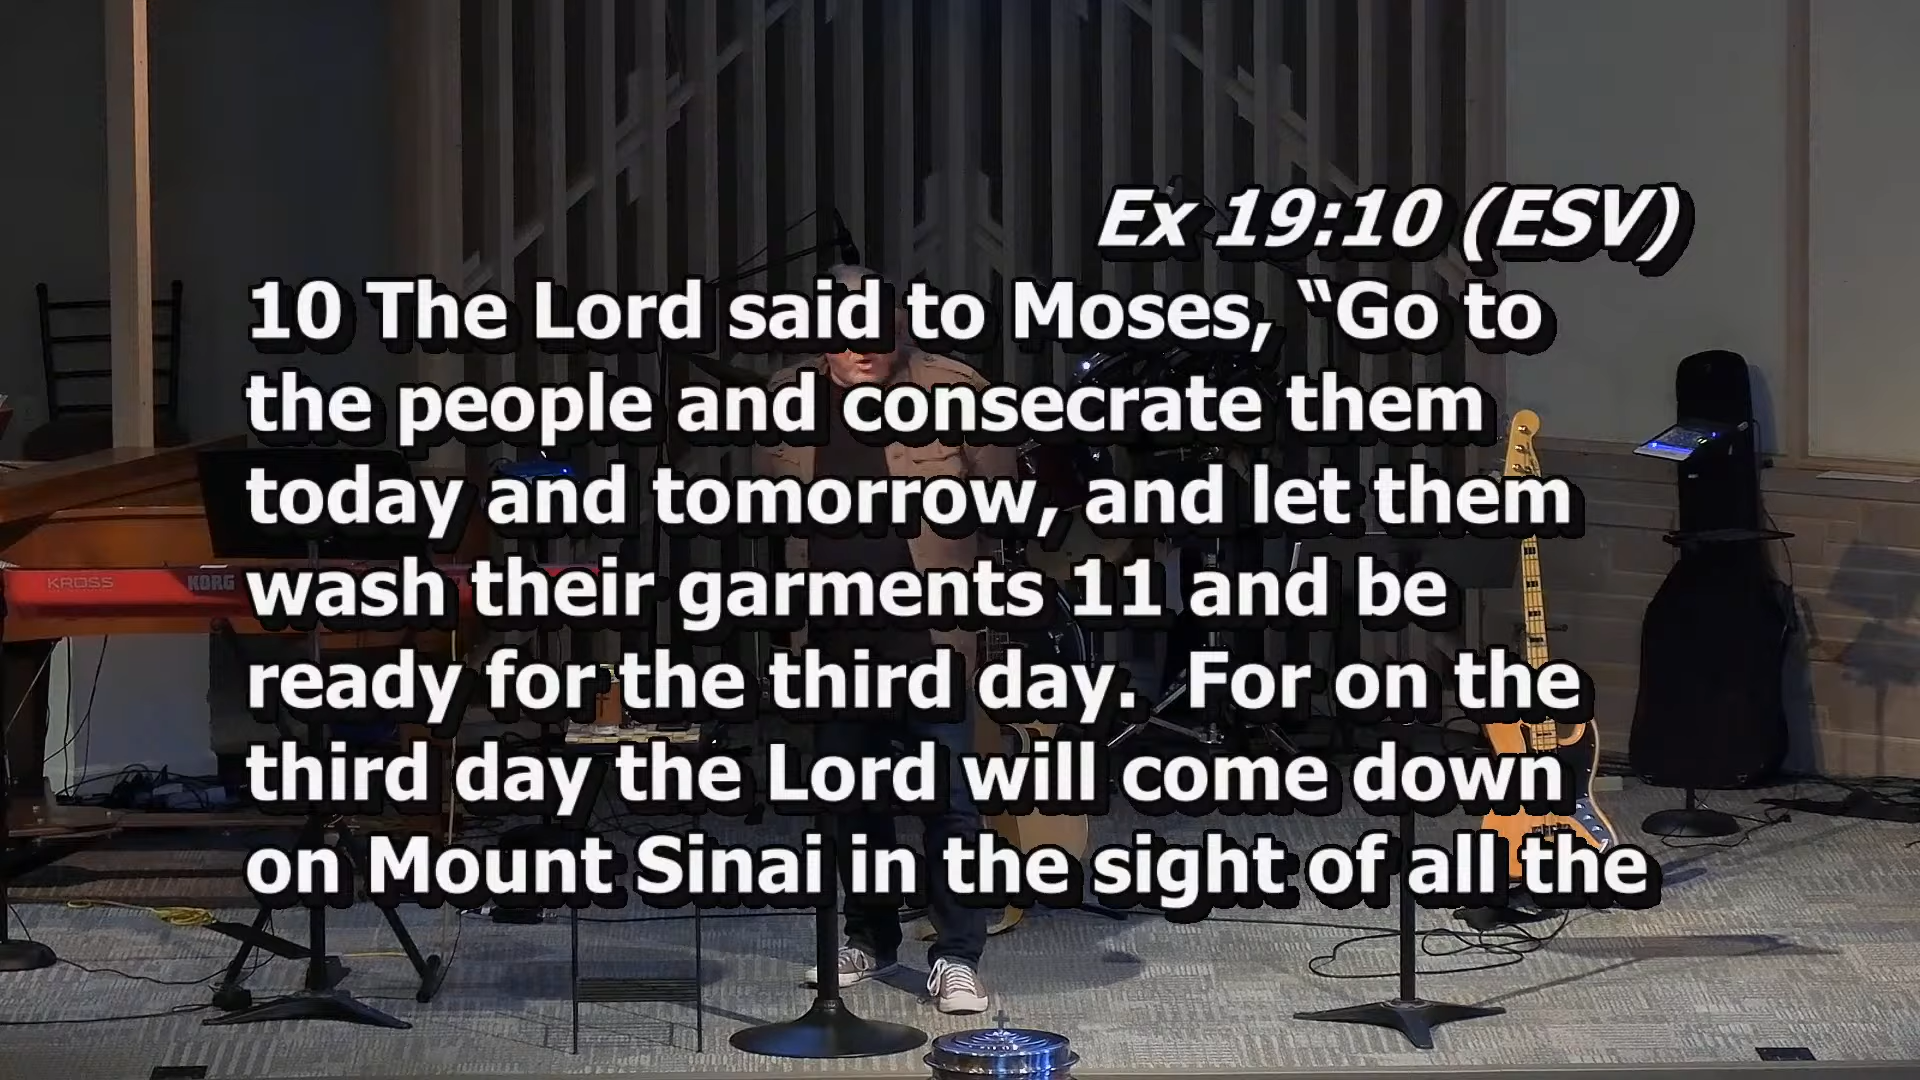 Ex 19:10 (ESV)
10 The Lord said to Moses, “Go to
the people and consecrate them
today and tomorrow, and let them
wash their garments 11 and be
ready for the third day.  For on the
third day the Lord will come down
on Mount Sinai in the sight of all the
KROSS KORG